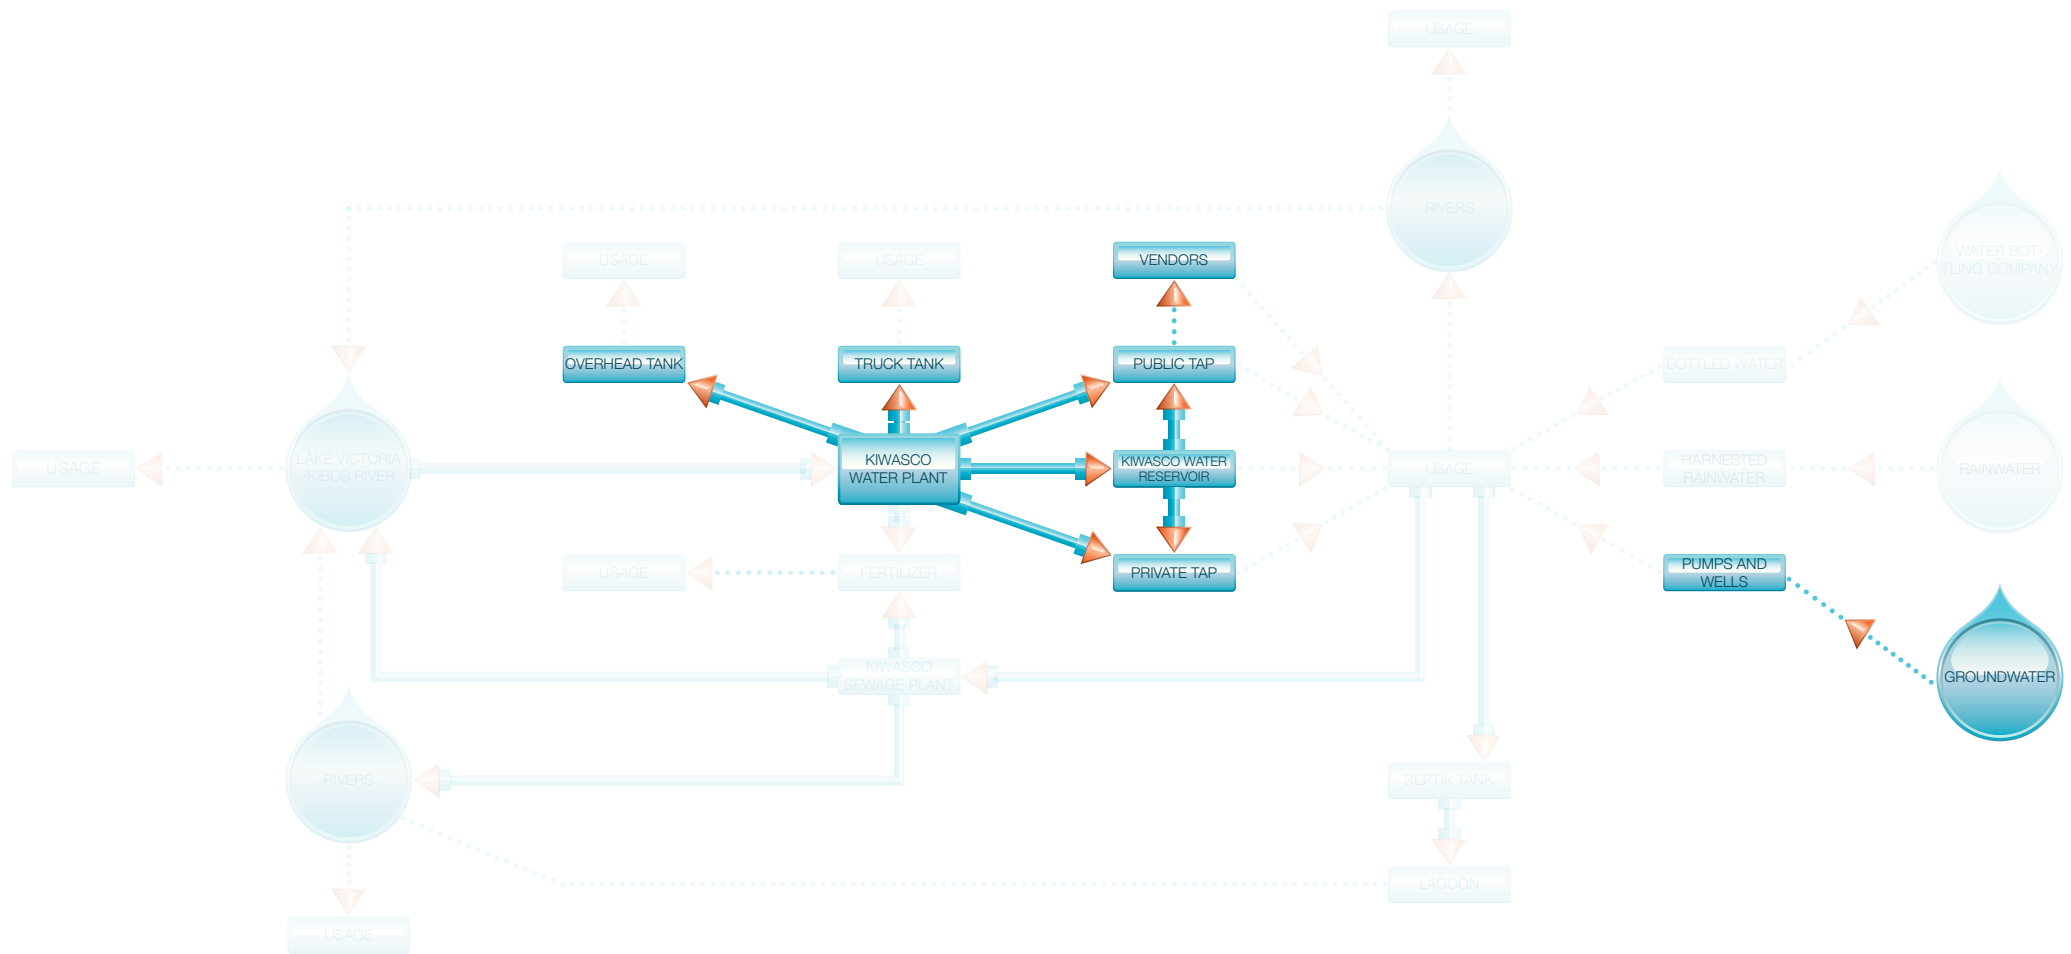 USAGE
RIVERS
USAGE
USAGE
VENDORS
WATER BOT-
TLING COMPANY
OVERHEAD TANK
TRUCK TANK
PUBLIC TAP
BOTTLED WATER
USAGE
LAKE VICTORIA
/KIBOS RIVER
KIWASCO
WATER PLANT
KIWASCO WATER
RESERVOIR
USAGE
HARNESTED
RAINWATER
RAINWATER
USAGE
FERTILIZER
PRIVATE TAP
PUMPS AND
WELLS
KIWASCO
SEWAGE PLANT
GROUNDWATER
RIVERS
SEPTIK TANK
LAGOON
USAGE